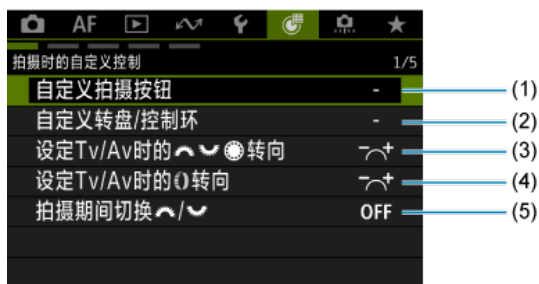 AF
拍摄时的自定义控制 1/5
自定义拍摄按钮 - (1)
自定义转盘/控制环 - (2)
设定Tv/Av时的转向 -+ (3)
设定Tv/Av时的转向 -+ (4)
拍摄期间切换/ OFF (5)